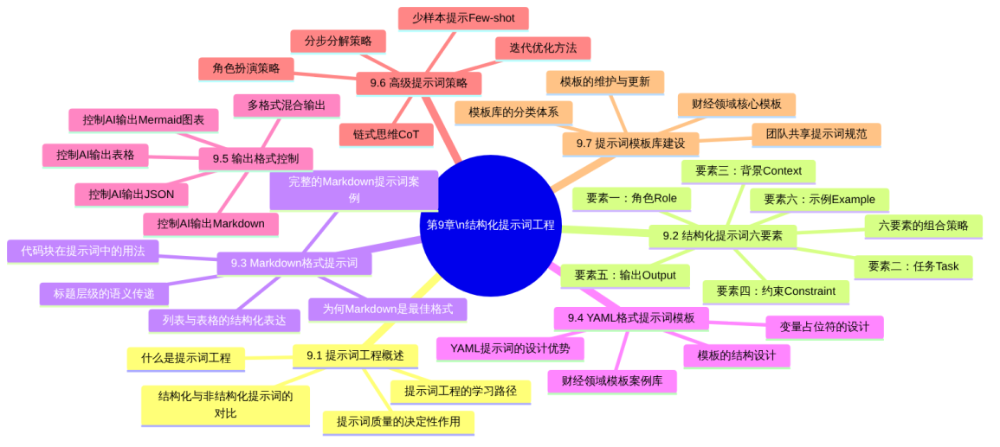 第9章\n结构化提示词工程
9.1 提示词工程概述
什么是提示词工程
结构化与非结构化提示词的
对比
提示词质量的决定性作用
提示词工程的学习路径
9.2 结构化提示词六要素
要素一：角色Role
要素二：任务Task
要素三：背景Context
要素四：约束Constraint
要素五：输出Output
要素六：示例Example
六要素的组合策略
9.3 Markdown格式提示词
为何Markdown是最佳格式
标题层级的语义传递
列表与表格的结构化表达
代码块在提示词中的用法
完整的Markdown提示词案
例
9.4 YAML格式提示词模板
YAML提示词的设计优势
模板的结构设计
变量占位符的设计
财经领域模板案例库
9.5 输出格式控制
控制AI输出Markdown
控制AI输出JSON
控制AI输出表格
控制AI输出Mermaid图表
多格式混合输出
9.6 高级提示词策略
链式思维CoT
少样本提示Few-shot
角色扮演策略
分步分解策略
迭代优化方法
9.7 提示词模板库建设
模板库的分类体系
财经领域核心模板
模板的维护与更新
团队共享提示词规范